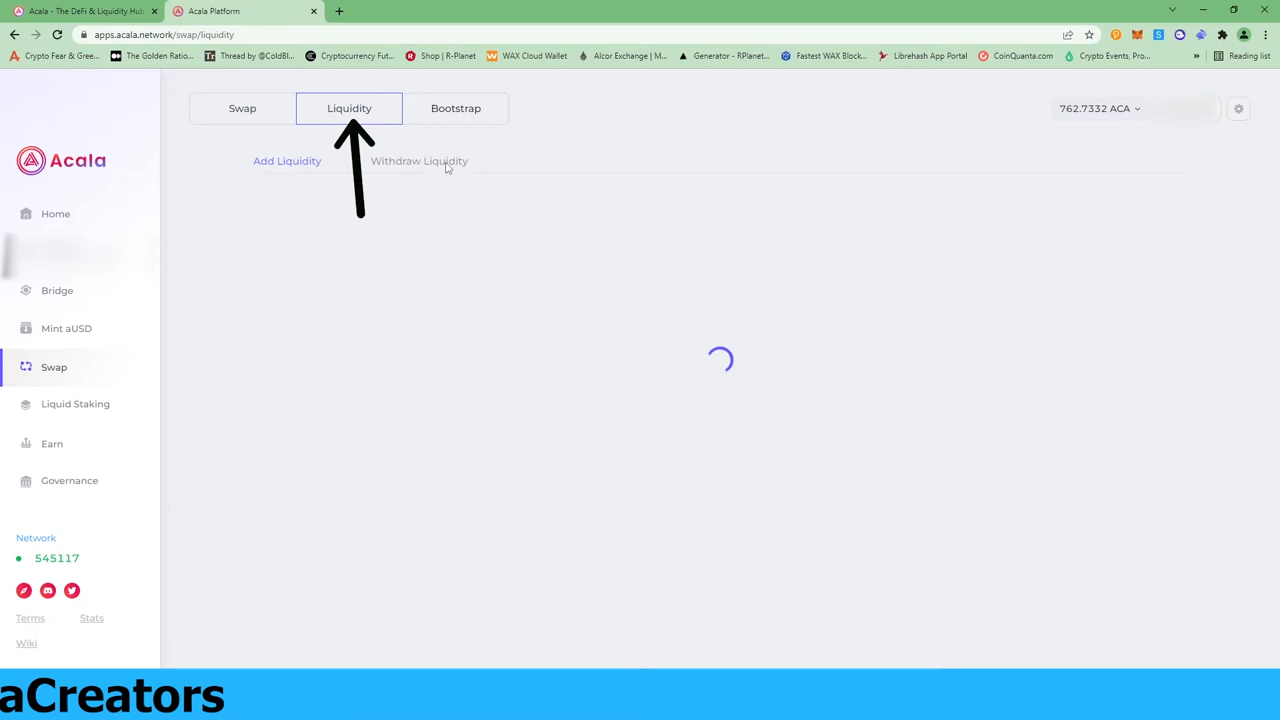 Acala - The DeFi & Liquidity Hub
Acala Platform
apps.acala.network/swap/liquidity
Crypto Fear & Gree...
The Golden Ratio...
Thread by @ColdBl...
Cryptocurrency Fut...
Shop | R-Planet
WAX Cloud Wallet
Alcor Exchange | M...
Generator - RPlanet...
Fastest WAX Block...
Librehash App Portal
CoinQuanta.com
Crypto Events, Pro...
»
Reading list
Swap
Liquidity
Bootstrap
762.7332 ACA
Acala
Add Liquidity
Withdraw Liquidity
Home
Bridge
Mint aUSD
Swap
Liquid Staking
Earn
Governance
Network
545117
Terms
Stats
Wiki
aCreators